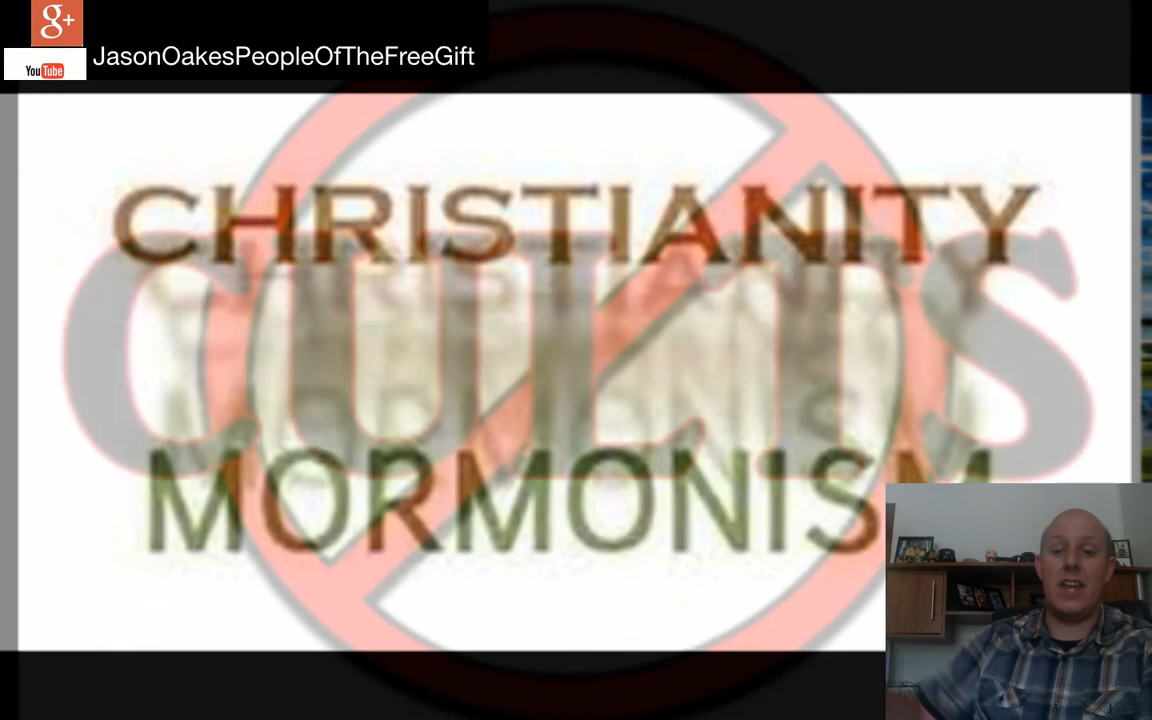 g+
YouTube JasonOakesPeopleOfTheFreeGift
CHRISTIANITY
CULTS
MORMONISM